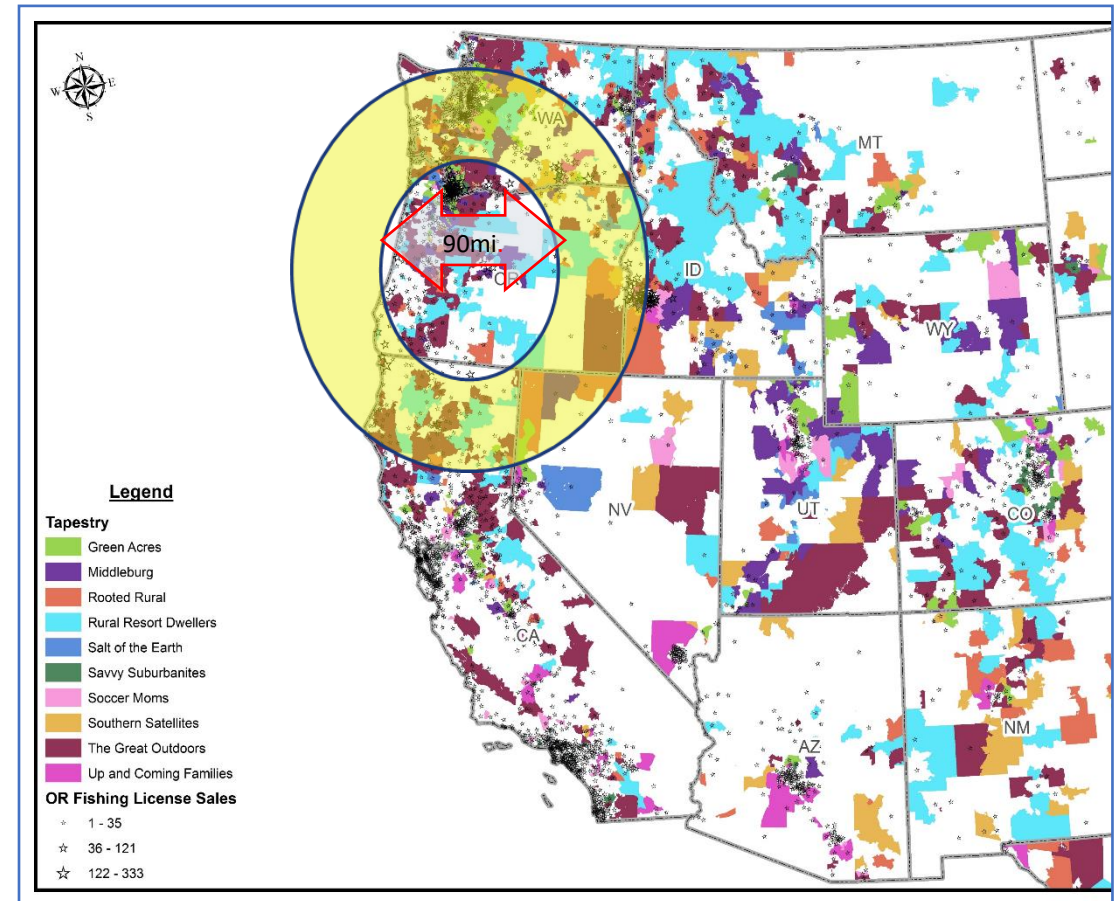 N
W E
S
WA
MT
90mi.
OR
ID
WY
NV
UT
CO
CA
AZ
NM
Legend
Tapestry
Green Acres
Middleburg
Rooted Rural
Rural Resort Dwellers
Salt of the Earth
Savvy Suburbanites
Soccer Moms
Southern Satellites
The Great Outdoors
Up and Coming Families
OR Fishing License Sales
1 - 35
36 - 121
122 - 333